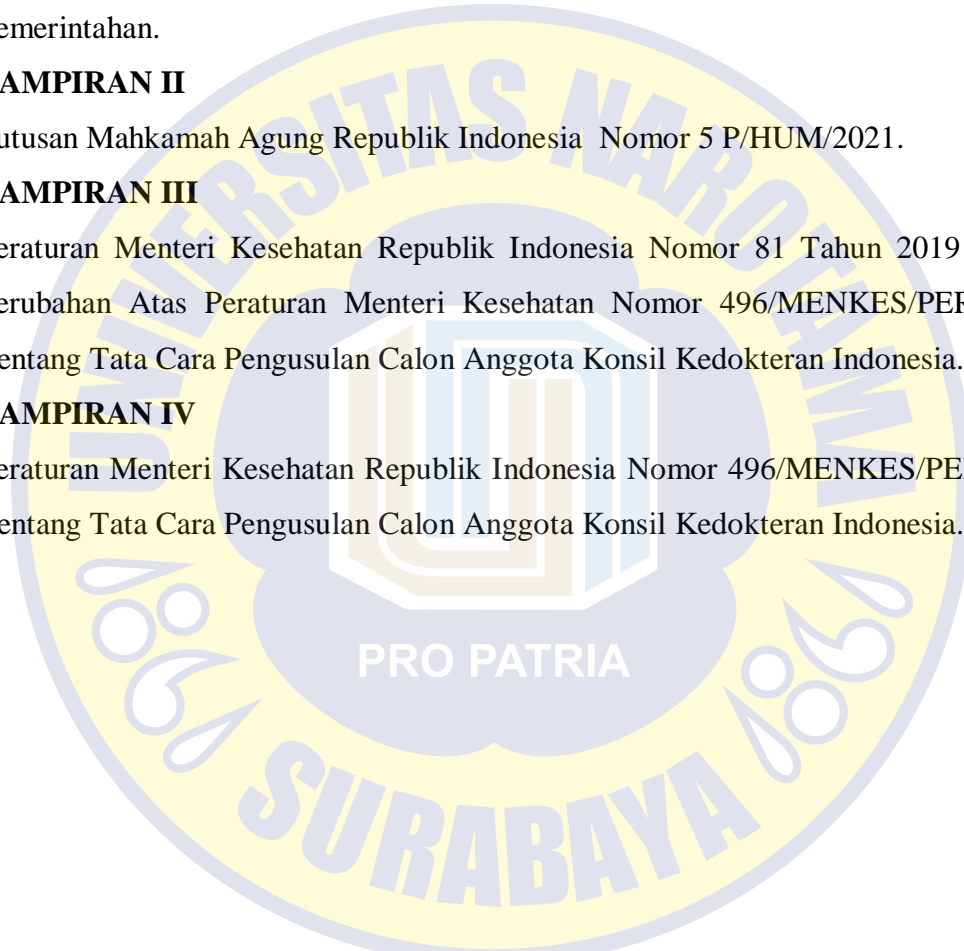 emerintahan.
AMPIRAN II
utusan Mahkamah Agung Republik Indonesia Nomor 5 P/HUM/2021.
AMPIRAN III
eraturan Menteri Kesehatan Republik Indonesia Nomor 81 Tahun 2019
erubahan Atas Peraturan Menteri Kesehatan Nomor 496/MENKES/PER
entang Tata Cara Pengusulan Calon Anggota Konsil Kedokteran Indonesia.
AMPIRAN IV
eraturan Menteri Kesehatan Republik Indonesia Nomor 496/MENKES/PE
entang Tata Cara Pengusulan Calon Anggota Konsil Kedokteran Indonesia.
UNIVERSITAS NAROTAMA
PRO PATRIA
SURABAYA